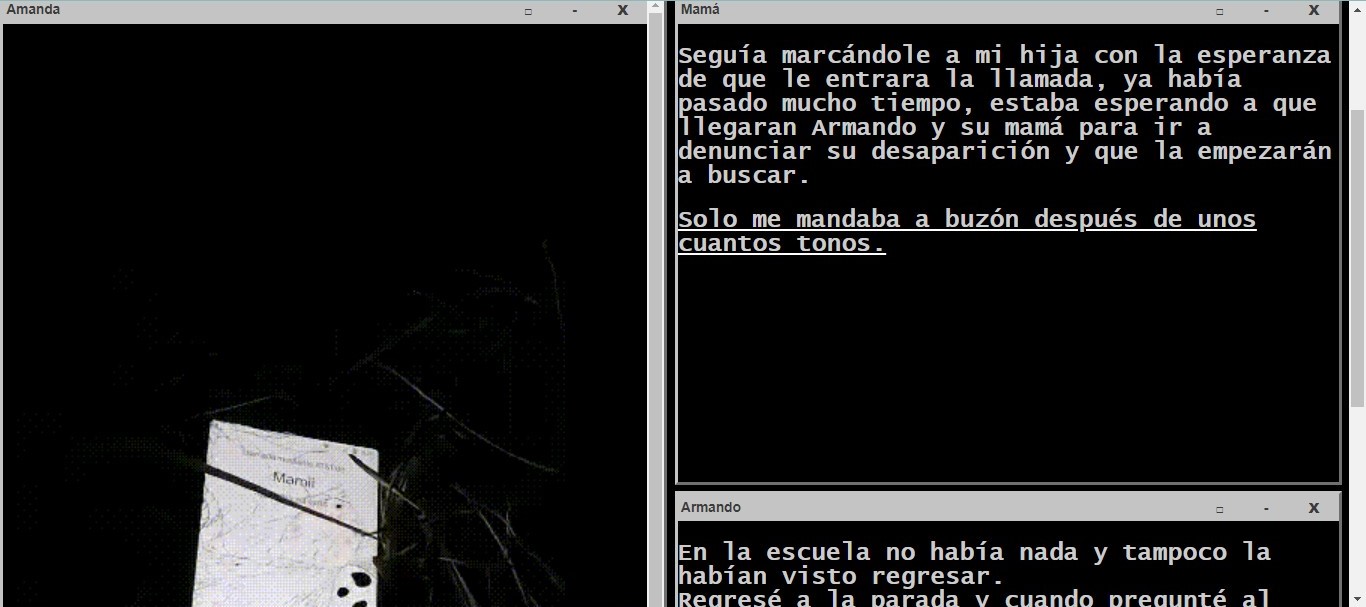 Amanda
Mamii
Mamá
Seguía marcándole a mi hija con la esperanza
de que le entrara la llamada, ya había
pasado mucho tiempo, estaba esperando a que
llegaran Armando y su mamá para ir a
denunciar su desaparición y que la empezarán
a buscar.
Solo me mandaba a buzón después de unos
cuantos tonos.
Armando
En la escuela no había nada y tampoco la
habían visto regresar.
Regresé a la parada y cuando pregunté al